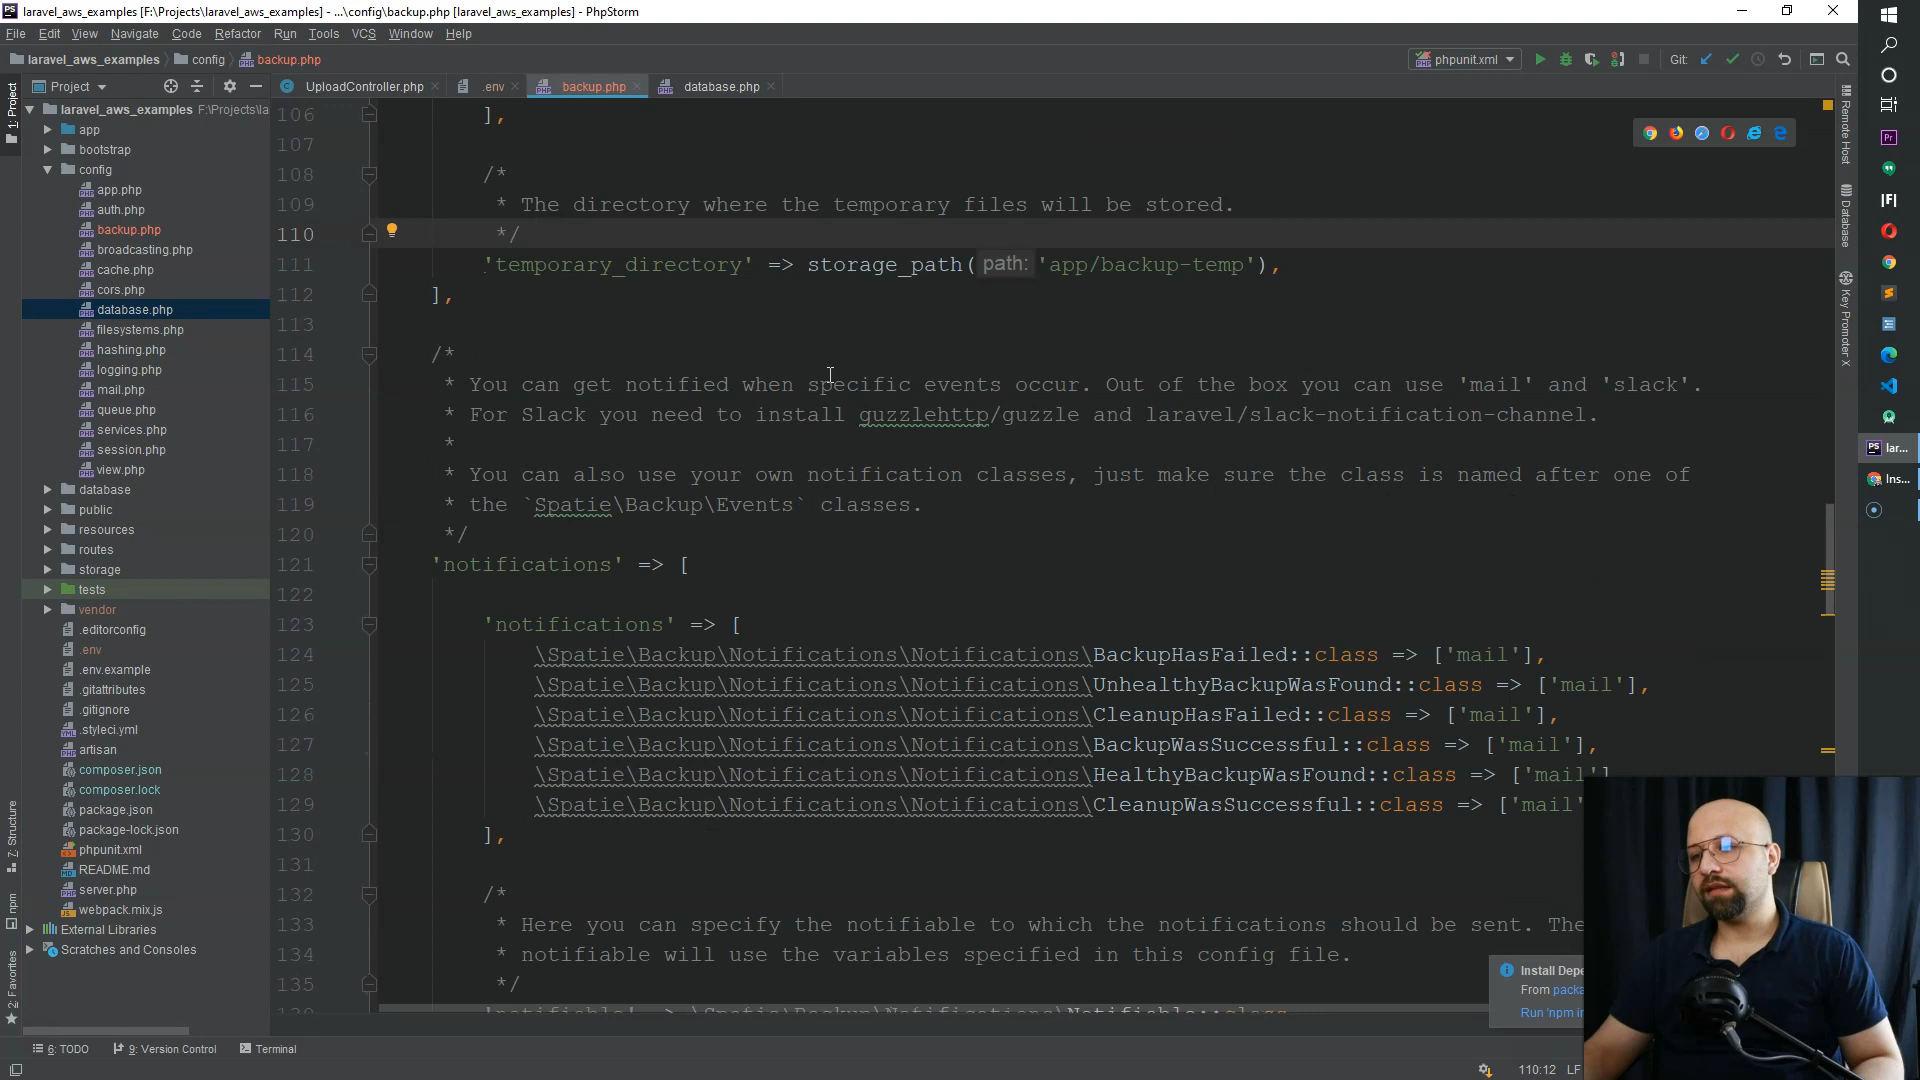 laravel_aws_examples [F:\Projects\laravel_aws_examples] - ...\config\backup.php [laravel_aws_examples] - PhpStorm
File Edit View Navigate Code Refactor Run Tools VCS Window Help
laravel_aws_examples config backup.php
phpunit.xml Git:
Project
UploadController.php .env backup.php database.php
1: Project
laravel_aws_examples F:\Projects\la
app
bootstrap
config
app.php
auth.php
backup.php
broadcasting.php
cache.php
cors.php
database.php
filesystems.php
hashing.php
logging.php
mail.php
queue.php
services.php
session.php
view.php
database
public
resources
routes
storage
tests
vendor
.editorconfig
.env
.env.example
.gitattributes
.gitignore
.styleci.yml
artisan
composer.json
composer.lock
package.json
package-lock.json
phpunit.xml
README.md
server.php
webpack.mix.js
External Libraries
Scratches and Consoles
7: Structure
npm
2: Favorites
106 ],
107
108 /*
109 * The directory where the temporary files will be stored.
110 */
111 'temporary_directory' => storage_path( path: 'app/backup-temp'),
112 ],
113
114 /*
115 * You can get notified when specific events occur. Out of the box you can use 'mail' and 'slack'.
116 * For Slack you need to install guzzlehttp/guzzle and laravel/slack-notification-channel.
117 *
118 * You can also use your own notification classes, just make sure the class is named after one of
119 * the `Spatie\Backup\Events` classes.
120 */
121 'notifications' => [
122
123 'notifications' => [
124 \Spatie\Backup\Notifications\Notifications\BackupHasFailed::class => ['mail'],
125 \Spatie\Backup\Notifications\Notifications\UnhealthyBackupWasFound::class => ['mail'],
126 \Spatie\Backup\Notifications\Notifications\CleanupHasFailed::class => ['mail'],
127 \Spatie\Backup\Notifications\Notifications\BackupWasSuccessful::class => ['mail'],
128 \Spatie\Backup\Notifications\Notifications\HealthyBackupWasFound::class => ['mail']
129 \Spatie\Backup\Notifications\Notifications\CleanupWasSuccessful::class => ['mail'
130 ],
131
132 /*
133 * Here you can specify the notifiable to which the notifications should be sent. The
134 * notifiable will use the variables specified in this config file.
135 */
'notifiable' => \Spatie\Backup\Notifications\Notifiable::class
Remote Host
Database
Key Promoter X
Pr
|F|
PS lar...
Ins...
Install Depe
From packa
Run 'npm in
6: TODO 9: Version Control Terminal
110:12 LF